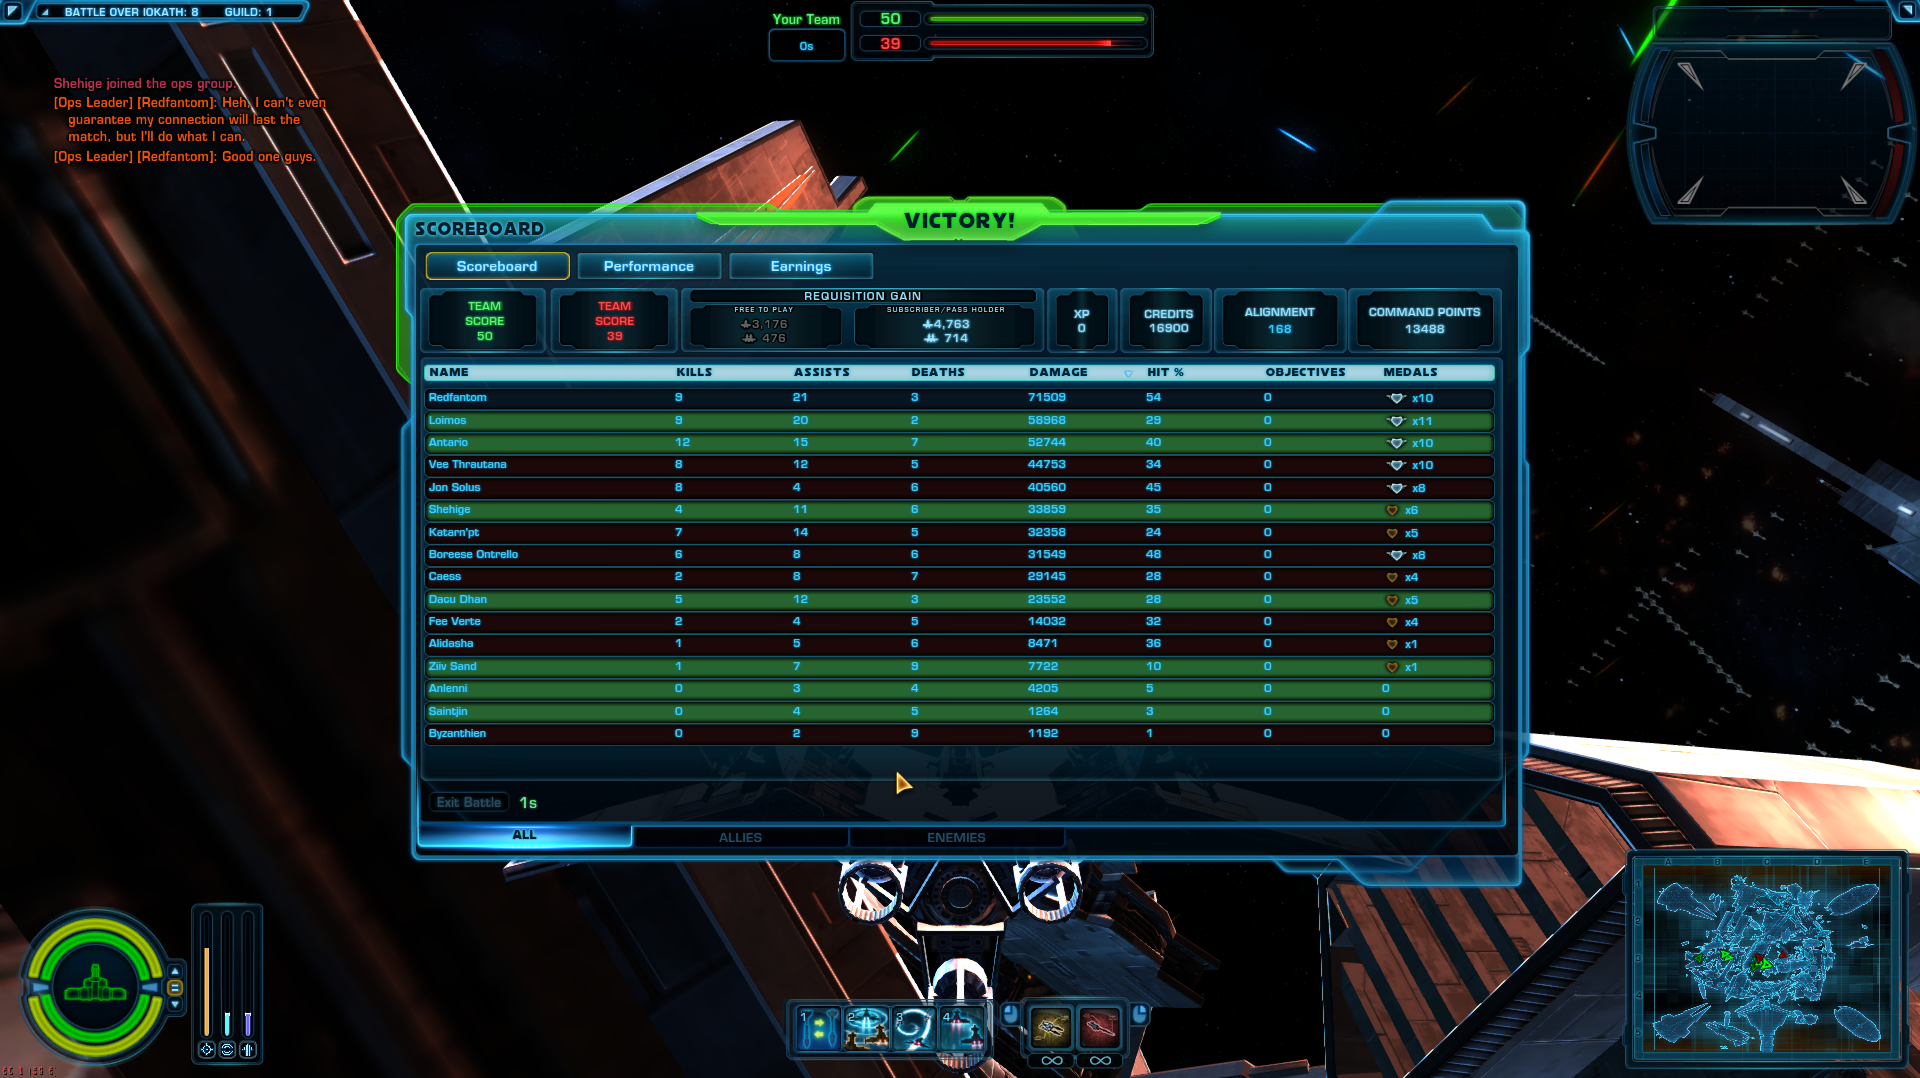 BATTLE OVER IOKATH: 8 GUILD: 1
Your Team 50
0s 39
Shehige joined the ops group.
[Ops Leader] [Redfantom]: Heh, I can't even
guarantee my connection will last the
match, but I'll do what I can.
[Ops Leader] [Redfantom]: Good one guys.
VICTORY!
SCOREBOARD
Scoreboard Performance Earnings
TEAM SCORE 50
TEAM SCORE 39
REQUISITION GAIN
FREE TO PLAY
3,176
476
SUBSCRIBER/PASS HOLDER
4,763
714
XP
0
CREDITS
16900
ALIGNMENT
168
COMMAND POINTS
13488
NAME KILLS ASSISTS DEATHS DAMAGE HIT % OBJECTIVES MEDALS
Redfantom 9 21 3 71509 54 0 x10
Loimos 9 20 2 58968 29 0 x11
Antario 12 15 7 52744 40 0 x10
Vee Thrautana 8 12 5 44753 34 0 x10
Jon Solus 8 4 6 40560 45 0 x8
Shehige 4 11 6 33859 35 0 x6
Katarn'pt 7 14 5 32358 24 0 x5
Boreese Ontrello 6 8 6 31549 48 0 x8
Caess 2 8 7 29145 28 0 x4
Dacu Dhan 5 12 3 23552 28 0 x5
Fee Verte 2 4 5 14032 32 0 x4
Alidasha 1 5 6 8471 36 0 x1
Ziiv Sand 1 7 9 7722 10 0 x1
Anlenni 0 3 4 4205 5 0 0
Saintjin 0 4 5 1264 3 0 0
Byzanthien 0 2 9 1192 1 0 0
Exit Battle 1s
ALL ALLIES ENEMIES
A B C D E
1 2 3 4